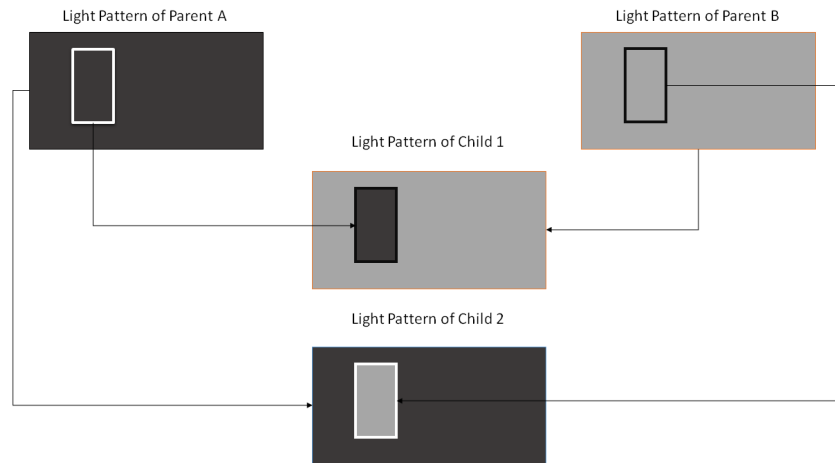 Light Pattern of Parent A
Light Pattern of Parent B
Light Pattern of Child 1
Light Pattern of Child 2